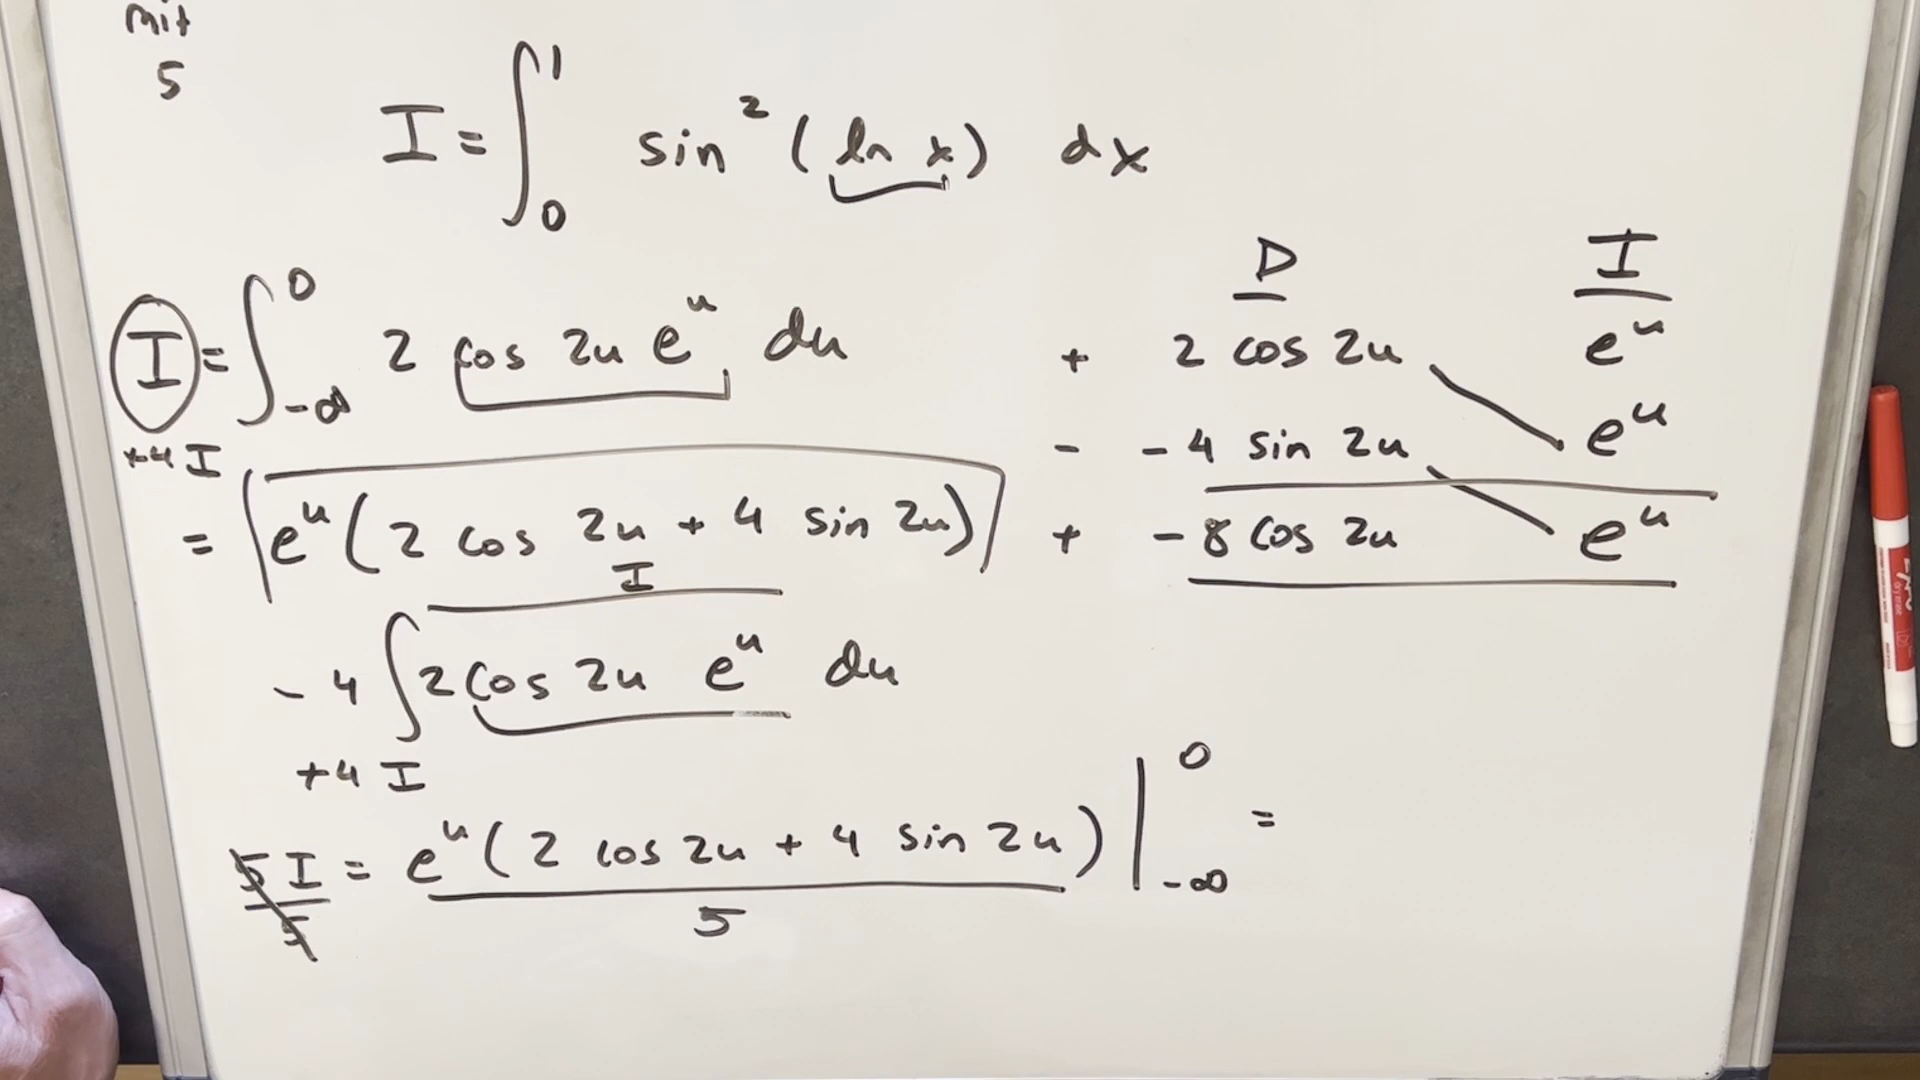 mit
5
I = ∫₀¹ sin² (ln x) dx
D I
I = ∫_{-∞}^{0} 2 cos 2u eᵘ du
+ 2 cos 2u eᵘ
+4 I
- - 4 sin 2u eᵘ
= eᵘ ( 2 cos 2u + 4 sin 2u )
+ - 8 cos 2u eᵘ
I
- 4 ∫ 2 cos 2u eᵘ du
+4 I
5 I / 5 = eᵘ ( 2 cos 2u + 4 sin 2u ) / 5 |_{-∞}^{0} =